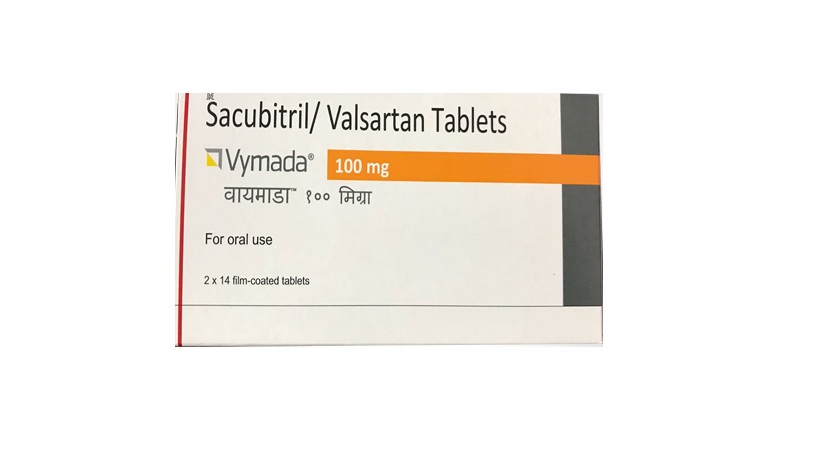 Sacubitril/ Valsartan Tablets
Vymada® 100 mg
वायमाडा™ १०० मिग्रा
For oral use
2 x 14 film-coated tablets